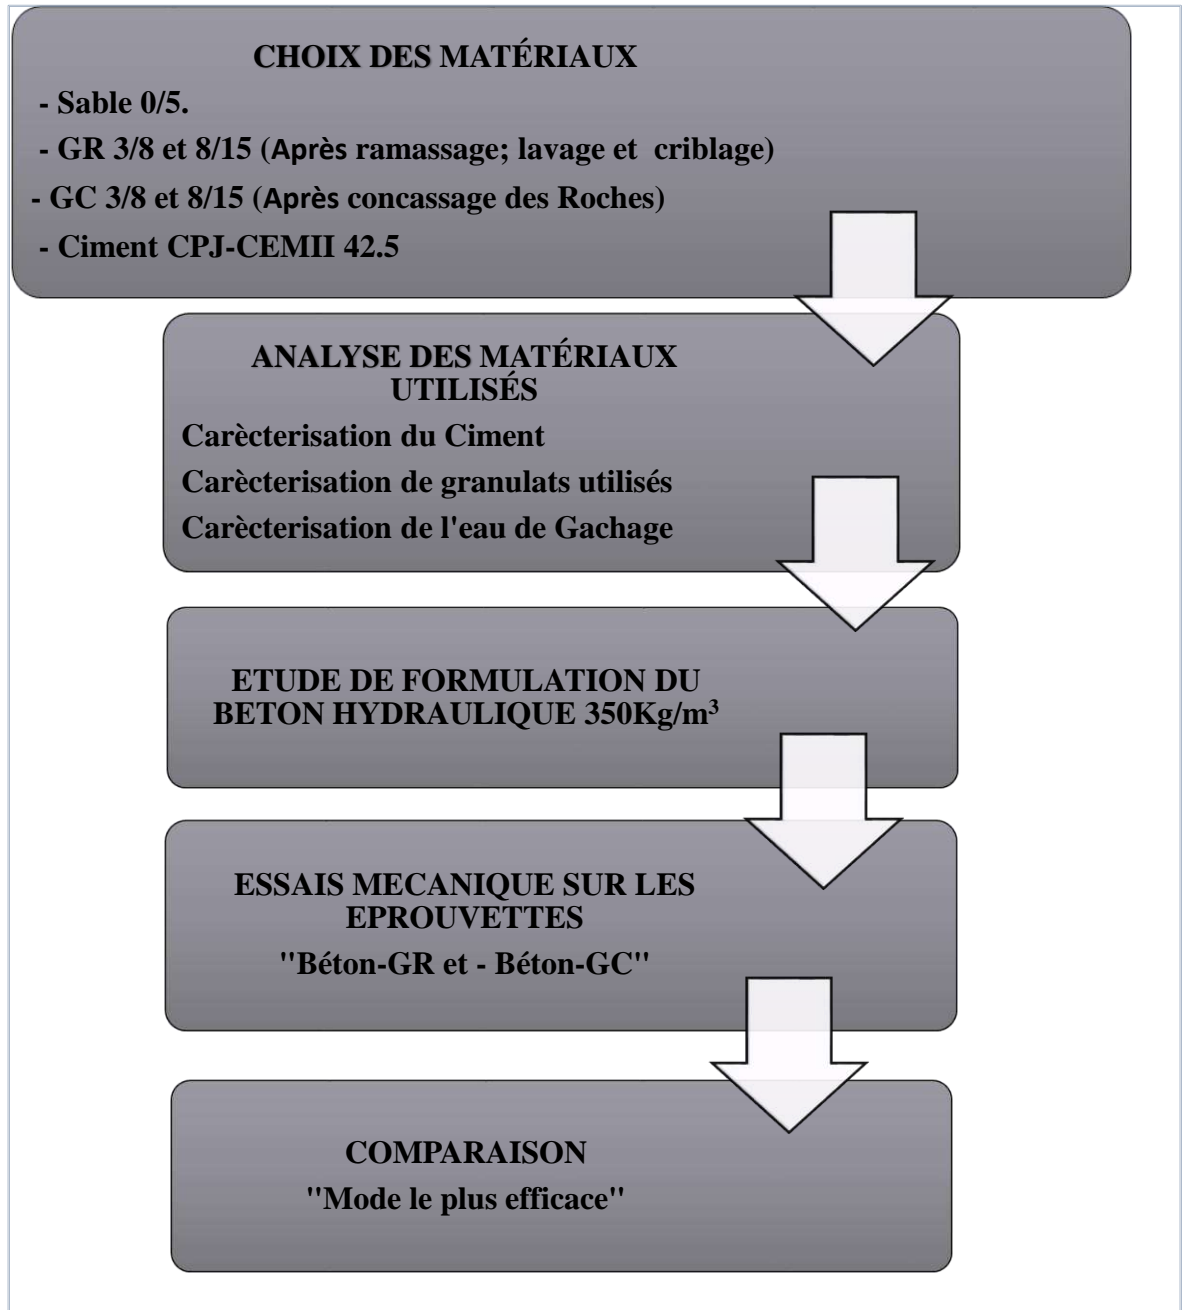 CHOIX DES MATÉRIAUX
- Sable 0/5.
- GR 3/8 et 8/15 (Après ramassage; lavage et criblage)
- GC 3/8 et 8/15 (Après concassage des Roches)
- Ciment CPJ-CEMII 42.5
ANALYSE DES MATÉRIAUX
UTILISÉS
Carècterisation du Ciment
Carècterisation de granulats utilisés
Carècterisation de l'eau de Gachage
ETUDE DE FORMULATION DU
BETON HYDRAULIQUE 350Kg/m³
ESSAIS MECANIQUE SUR LES
EPROUVETTES
"Béton-GR et - Béton-GC"
COMPARAISON
"Mode le plus efficace"